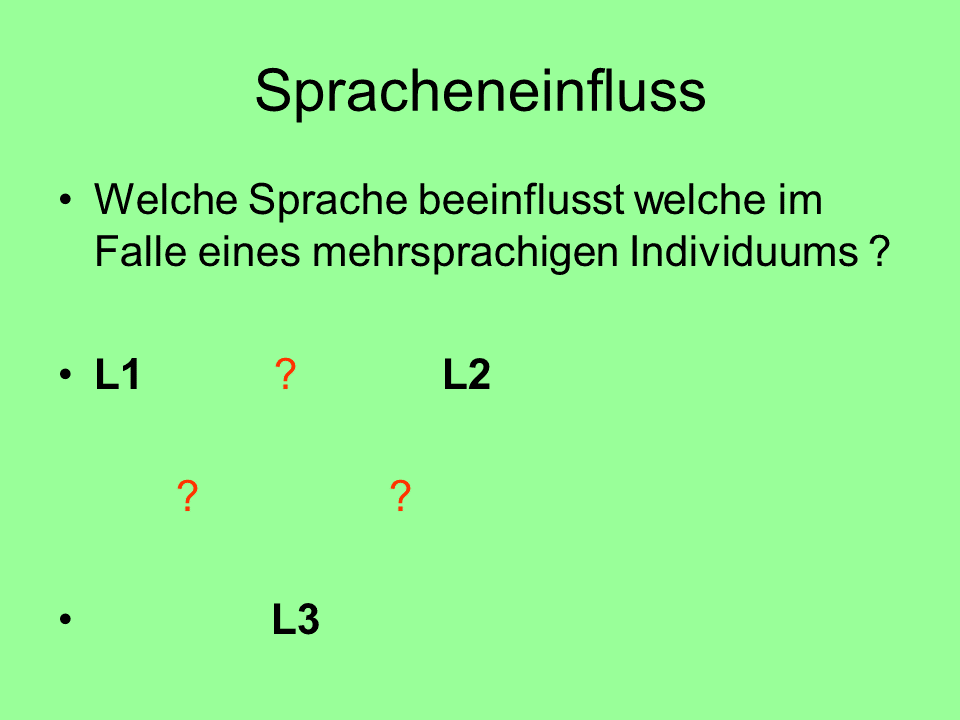 Spracheneinfluss
• Welche Sprache beeinflusst welche im
Falle eines mehrsprachigen Individuums ?
• L1 ? L2
? ?
• L3